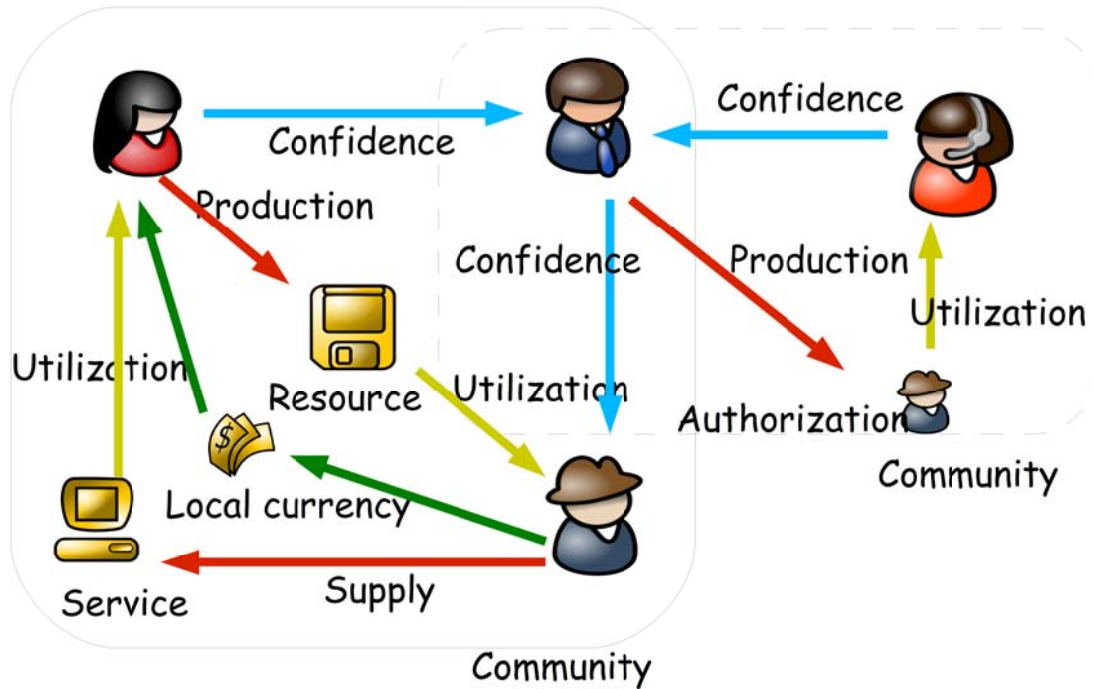 Confidence
Confidence
Production
Confidence
Production
Utilization
Utilization
Resource
Utilization
Authorization
Community
$
Local currency
Service
Supply
Community